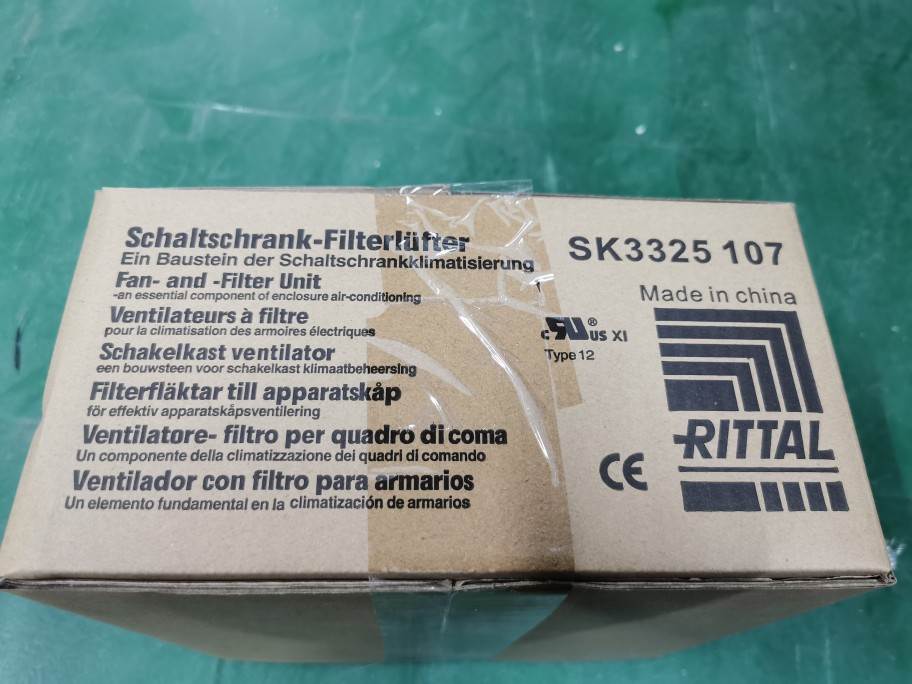 Schaltschrank-Filterlüfter
Ein Baustein der Schaltschrankklimatisierung
Fan- and -Filter Unit
-an essential component of enclosure air-conditioning
Ventilateurs à filtre
pour la climatisation des armoires électriques
Schakelkast ventilator
een bouwsteen voor schakelkast klimaatbeheersing
Filterfläktar till apparatskåp
för effektiv apparatskåpsventilering
Ventilatore- filtro per quadro di coma
Un componente della climatizzazione dei quadri di comando
Ventilador con filtro para armarios
Un elemento fundamental en la climatización de armarios
SK3325 107
Made in china
c UL ® US XI
Type 12
CE
RITTAL